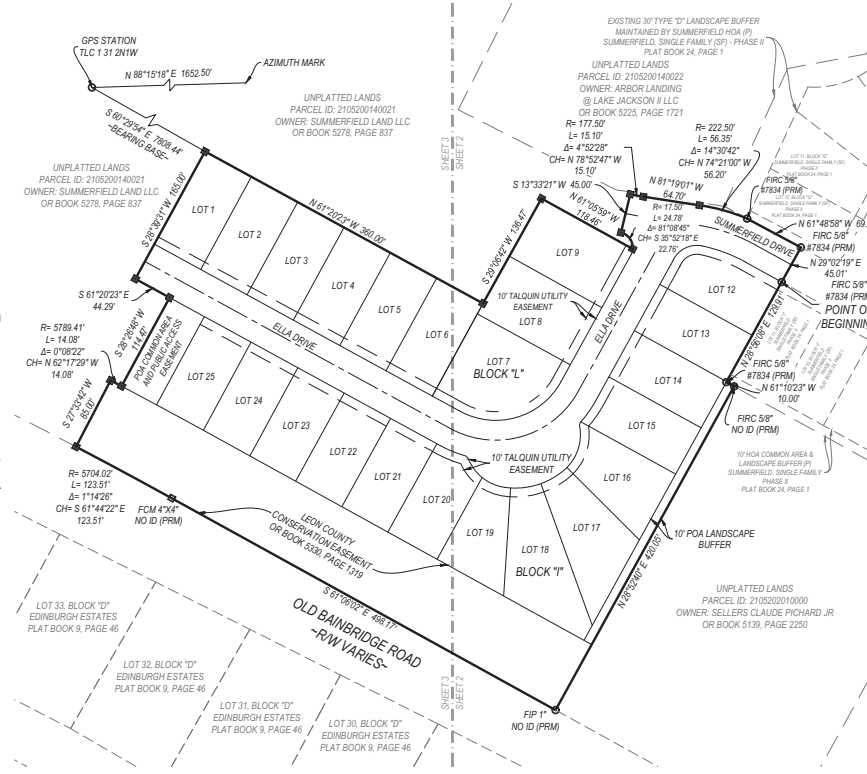 GPS STATION
TLC 1 31 2N1W
N 88°15'18" E 1652.50'
AZIMUTH MARK
S 60°29'54" E 7808.44'
~BEARING BASE~
UNPLATTED LANDS
PARCEL ID: 2105200140021
OWNER: SUMMERFIELD LAND LLC
OR BOOK 5278, PAGE 837
UNPLATTED LANDS
PARCEL ID: 2105200140021
OWNER: SUMMERFIELD LAND LLC
OR BOOK 5278, PAGE 837
SHEET 3
SHEET 2
EXISTING 30' TYPE "D" LANDSCAPE BUFFER
MAINTAINED BY SUMMERFIELD HOA (P)
SUMMERFIELD, SINGLE FAMILY (SF) - PHASE II
PLAT BOOK 24, PAGE 1
UNPLATTED LANDS
PARCEL ID: 2105200140022
OWNER: ARBOR LANDING
@ LAKE JACKSON II LLC
OR BOOK 5225, PAGE 1721
R= 177.50'
L= 15.10'
Δ= 4°52'28"
CH= N 78°52'47" W
15.10'
R= 222.50'
L= 56.35'
Δ= 14°30'42"
CH= N 74°21'00" W
56.20'
S 13°33'21" W
45.00'
N 81°19'01" W
64.70'
R= 17.50'
L= 24.78'
Δ= 81°08'45"
CH= S 35°52'18" E
22.76'
N 61°05'59" W
118.46'
S 29°06'42" W 136.47'
FIRC 5/8"
#7834 (PRM)
SUMMERFIELD DRIVE
N 61°48'58" W 69.
FIRC 5/8"
#7834 (PRM)
N 29°02'19" E
45.01'
FIRC 5/8"
#7834 (PRM
POINT O
BEGINNIN
N 28°56'08" E 129.91'
FIRC 5/8"
#7834 (PRM)
N 61°10'23" W
10.00'
FIRC 5/8"
NO ID (PRM)
S 28°39'31" W 165.00'
N 61°20'23" W 360.00'
LOT 1
LOT 2
LOT 3
LOT 4
LOT 5
LOT 6
LOT 7
BLOCK "L"
LOT 8
LOT 9
10' TALQUIN UTILITY
EASEMENT
ELLA DRIVE
ELLA DRIVE
LOT 12
LOT 13
LOT 14
LOT 15
LOT 16
LOT 17
LOT 18
BLOCK "I"
LOT 19
LOT 20
LOT 21
LOT 22
LOT 23
LOT 24
LOT 25
10' TALQUIN UTILITY
EASEMENT
S 61°20'23" E
44.29'
S 28°26'48" W
114.47'
POA COMMON AREA
AND PUBLIC ACCESS
EASEMENT
R= 5789.41'
L= 14.08'
Δ= 0°08'22"
CH= N 62°17'29" W
14.08'
S 27°33'42" W
85.00'
R= 5704.02'
L= 123.51'
Δ= 1°14'26"
CH= S 61°44'22" E
123.51'
FCM 4"X4"
NO ID (PRM)
LEON COUNTY
CONSERVATION EASEMENT
OR BOOK 5330, PAGE 1319
S 61°06'02" E 498.17'
OLD BAINBRIDGE ROAD
~R/W VARIES~
10' HOA COMMON AREA &
LANDSCAPE BUFFER (P)
SUMMERFIELD, SINGLE FAMILY
PHASE II
PLAT BOOK 24, PAGE 1
10' POA LANDSCAPE
BUFFER
N 28°52'40" E 420.05'
UNPLATTED LANDS
PARCEL ID: 2105202010000
OWNER: SELLERS CLAUDE PICHARD JR
OR BOOK 5139, PAGE 2250
LOT 33, BLOCK "D"
EDINBURGH ESTATES
PLAT BOOK 9, PAGE 46
LOT 32, BLOCK "D"
EDINBURGH ESTATES
PLAT BOOK 9, PAGE 46
LOT 31, BLOCK "D"
EDINBURGH ESTATES
PLAT BOOK 9, PAGE 46
LOT 30, BLOCK "D"
EDINBURGH ESTATES
PLAT BOOK 9, PAGE 46
SHEET 3
SHEET 2
FIP 1"
NO ID (PRM)